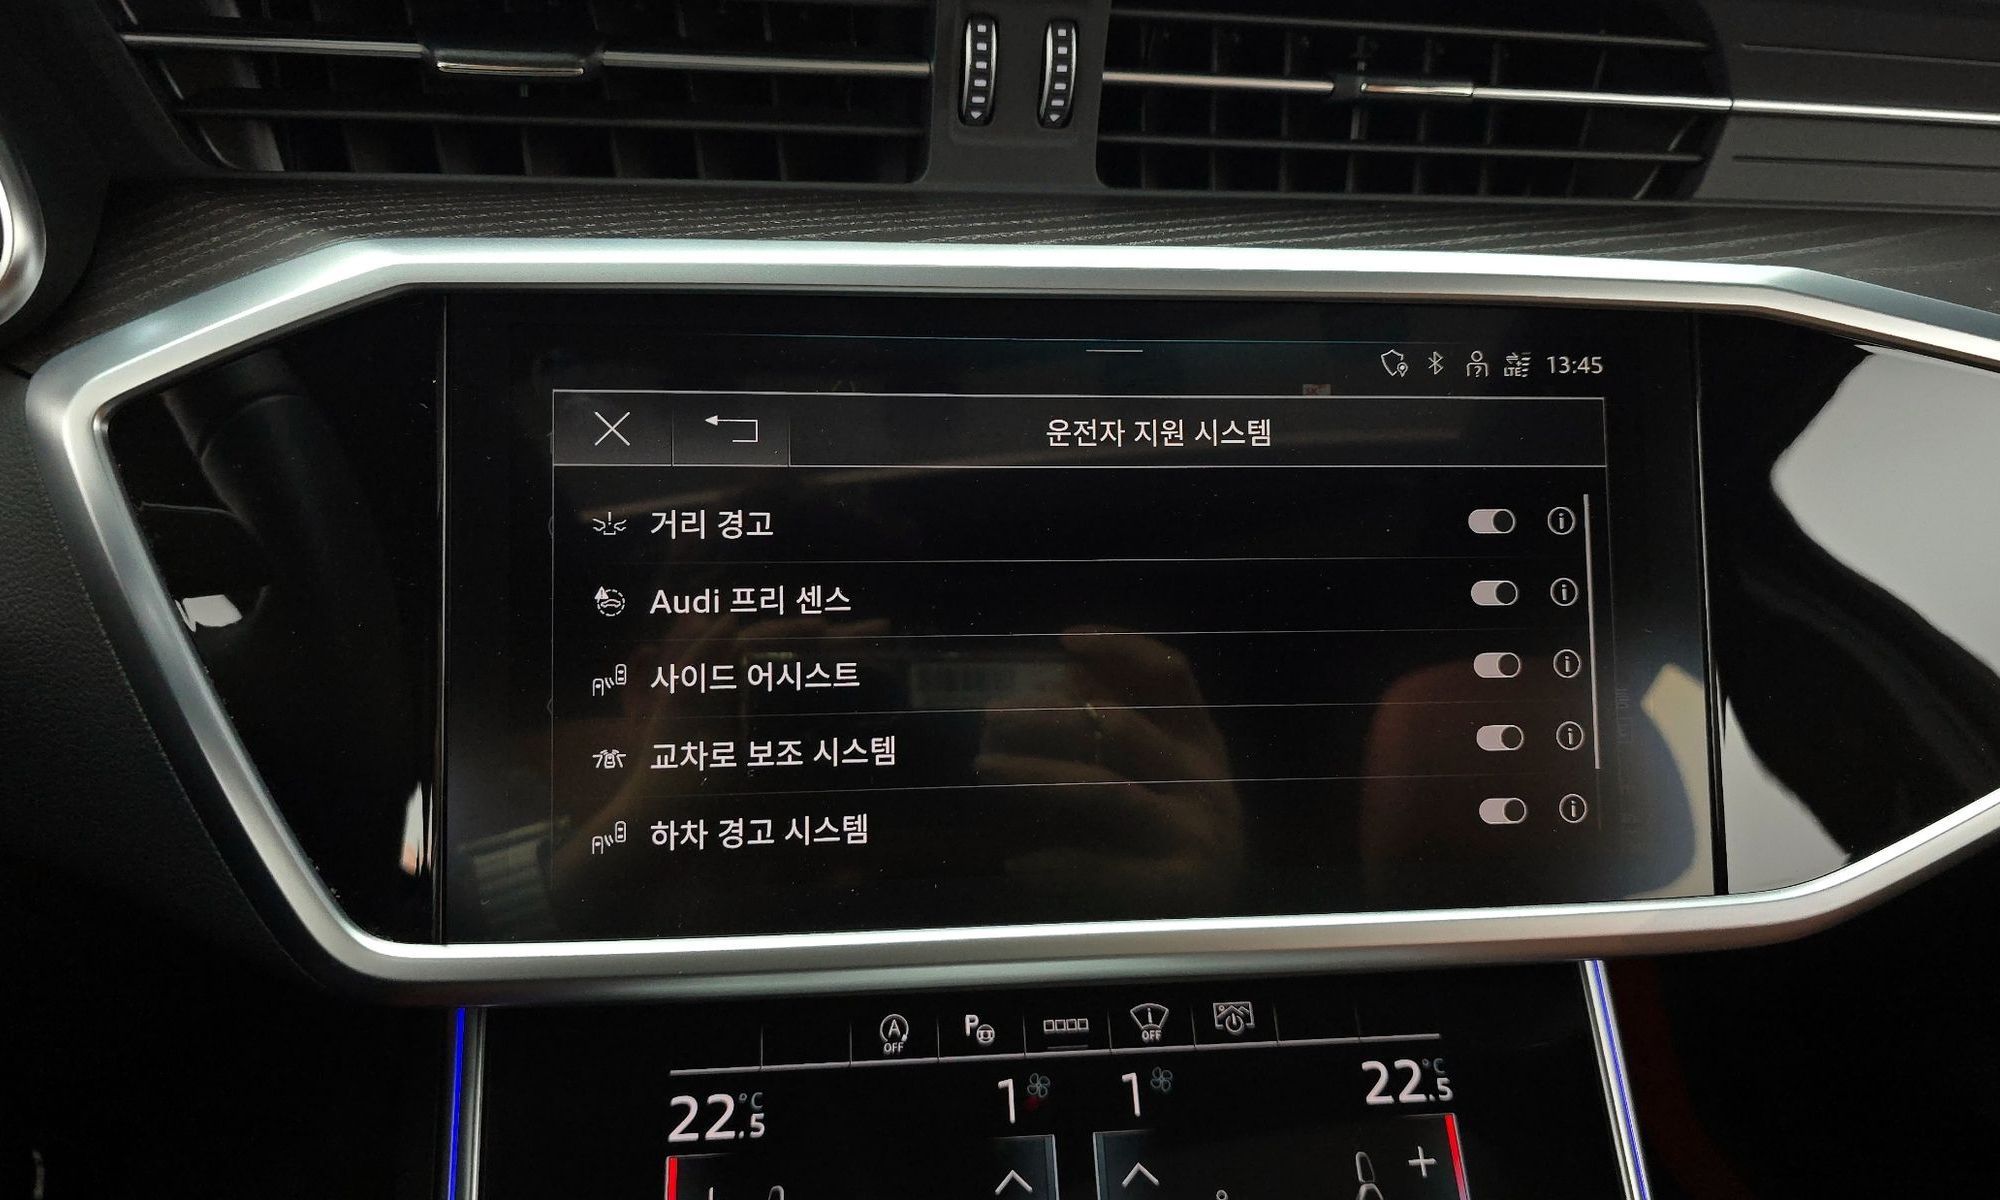 LTE 13:45
운전자 지원 시스템
거리 경고
Audi 프리 센스
사이드 어시스트
교차로 보조 시스템
하차 경고 시스템
A OFF P OFF
22.5 °C 1 1 22.5 °C